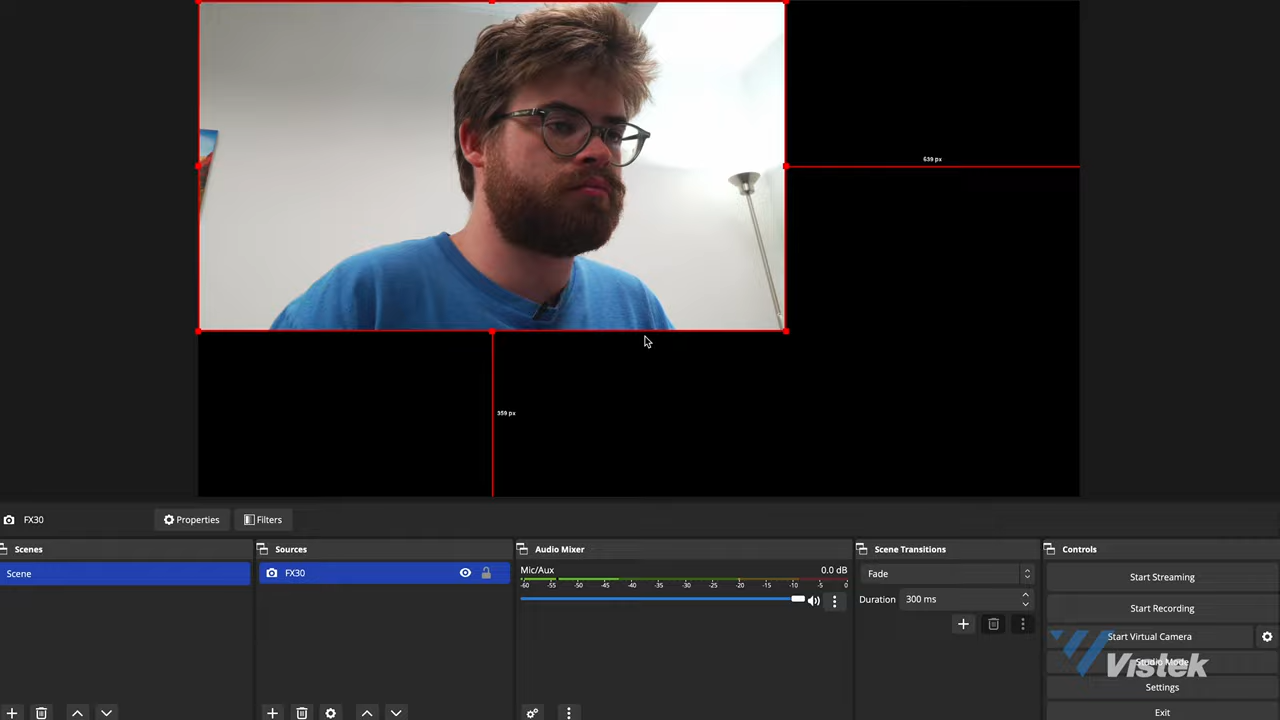 639 px
359 px
FX30
Properties
Filters
Scenes
Sources
Audio Mixer
Scene Transitions
Controls
Scene
FX30
Mic/Aux
0.0 dB
-60 -55 -50 -45 -40 -35 -30 -25 -20 -15 -10 -5 0
Fade
Duration
300 ms
Start Streaming
Start Recording
Start Virtual Camera
Studio Mode
Vistek
Settings
Exit